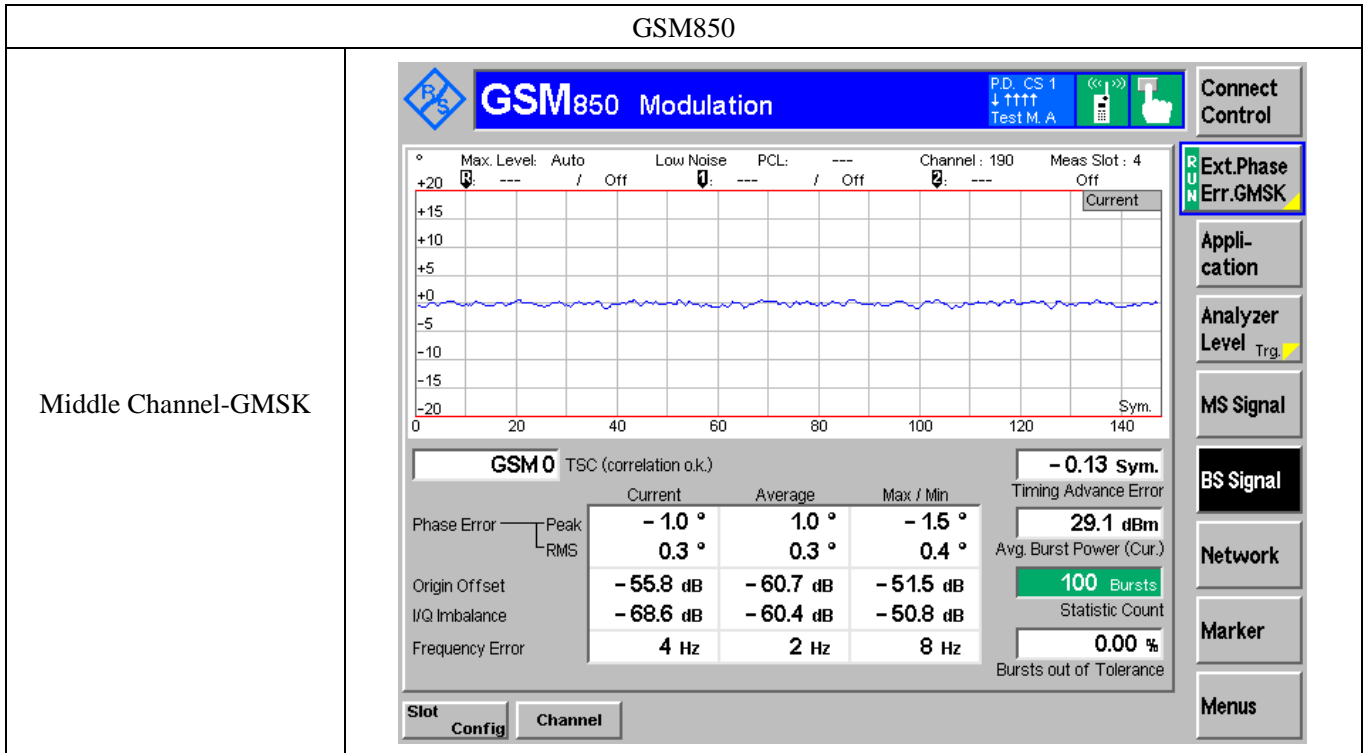 GSM850
Middle Channel-GMSK
R&S
GSM850 Modulation
P.D. CS 1
↓ ↑↑↑↑
Test M. A
Connect
Control
° Max. Level: Auto Low Noise PCL: --- Channel : 190 Meas Slot : 4
+20 R: --- / Off 1: --- / Off 2: --- Off
Current
+15
+10
+5
+0
-5
-10
-15
-20 Sym.
0 20 40 60 80 100 120 140
RUN
Ext.Phase
Err.GMSK
Appli-
cation
Analyzer
Level Trg.
MS Signal
BS Signal
Network
Marker
Menus
GSM 0 TSC (correlation o.k.)
Current Average Max / Min
Phase Error Peak – 1.0 ° 1.0 ° – 1.5 °
RMS 0.3 ° 0.3 ° 0.4 °
Origin Offset – 55.8 dB – 60.7 dB – 51.5 dB
I/Q Imbalance – 68.6 dB – 60.4 dB – 50.8 dB
Frequency Error 4 Hz 2 Hz 8 Hz
– 0.13 Sym.
Timing Advance Error
29.1 dBm
Avg. Burst Power (Cur.)
100 Bursts
Statistic Count
0.00 %
Bursts out of Tolerance
Slot
Config
Channel